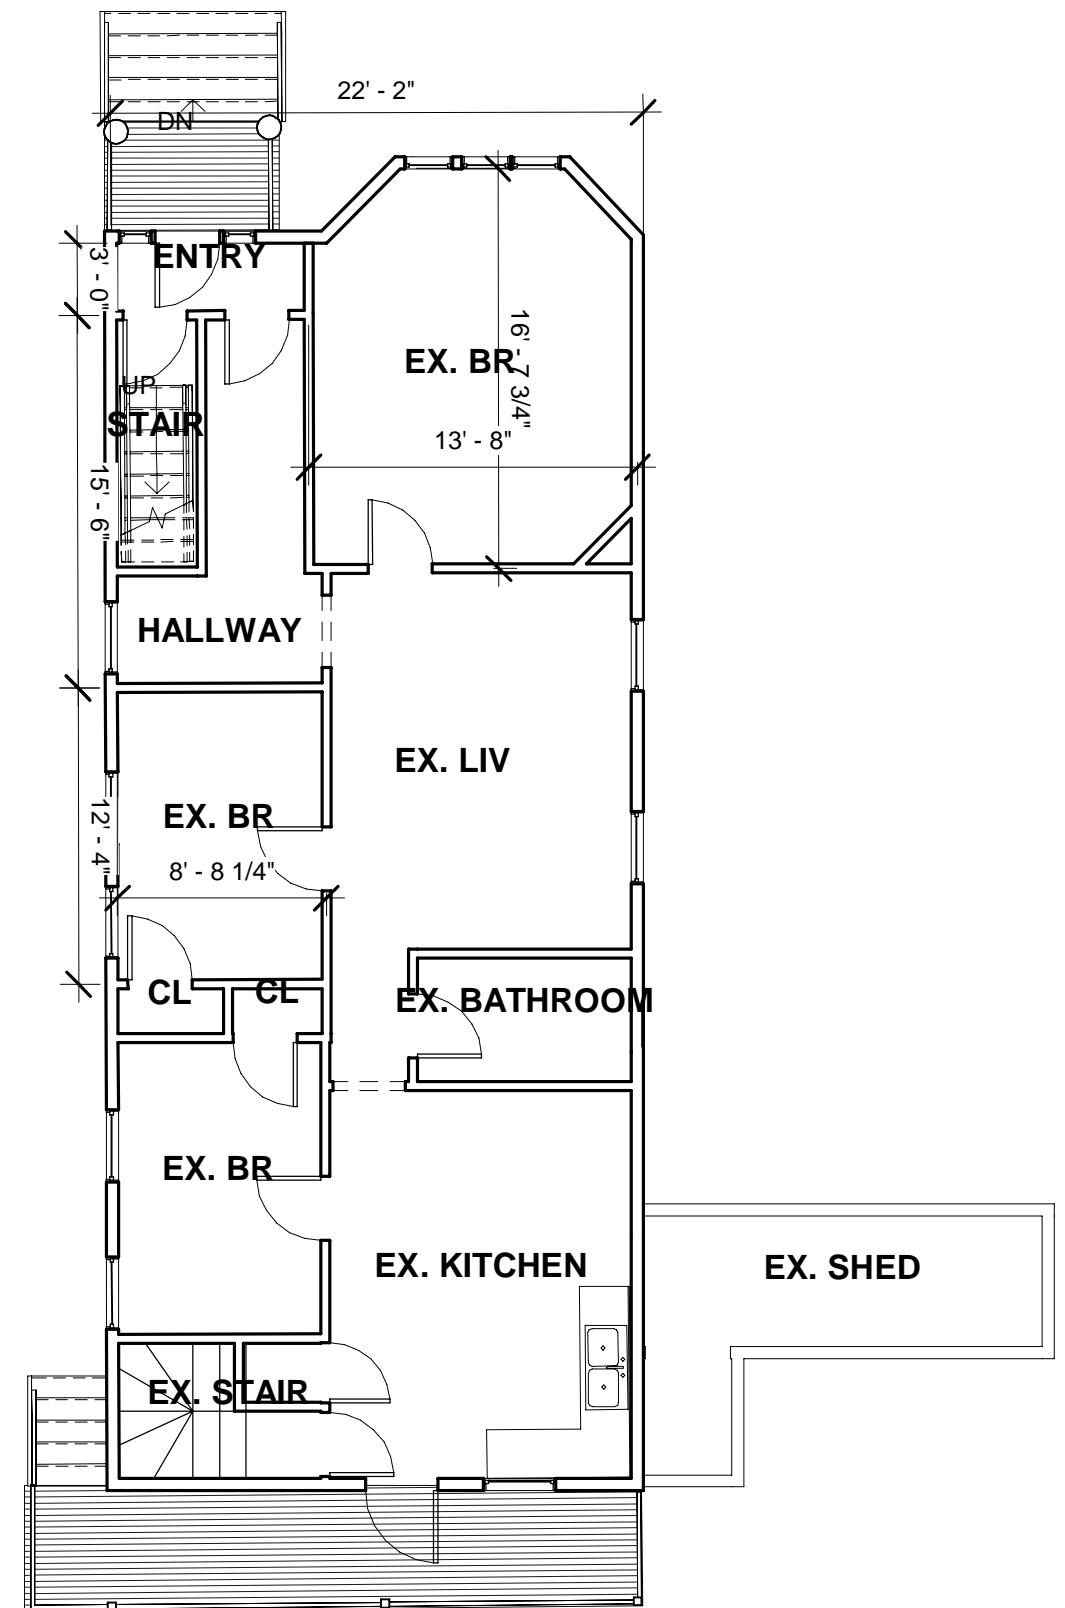 22' - 2"
DN
ENTRY
3' - 0"
16' - 7 3/4"
EX. BR
UP
STAIR
13' - 8"
15' - 6"
HALLWAY
EX. LIV
EX. BR
12' - 4"
8' - 8 1/4"
CL
CL
EX. BATHROOM
EX. BR
EX. KITCHEN
EX. SHED
EX. STAIR